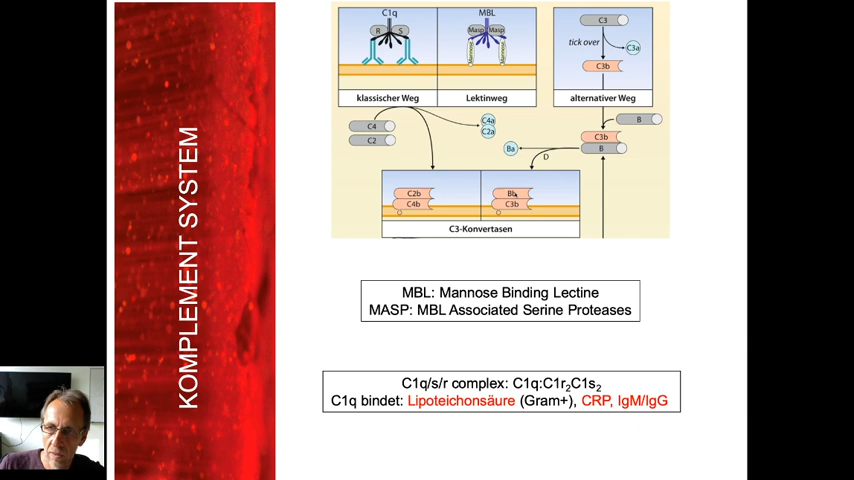 KOMPLEMENT SYSTEM
C1q
R S
MBL
Masp Masp
Mannose Mannose
klassischer Weg
Lektinweg
C3
tick over
C3a
C3b
alternativer Weg
C4
C2
C4a
C2a
B
C3b
B
Ba
D
C2b
C4b
Bb
C3b
C3-Konvertasen
MBL: Mannose Binding Lectine
MASP: MBL Associated Serine Proteases
C1q/s/r complex: C1q:C1r₂C1s₂
C1q bindet: Lipoteichonsäure (Gram+), CRP, IgM/IgG